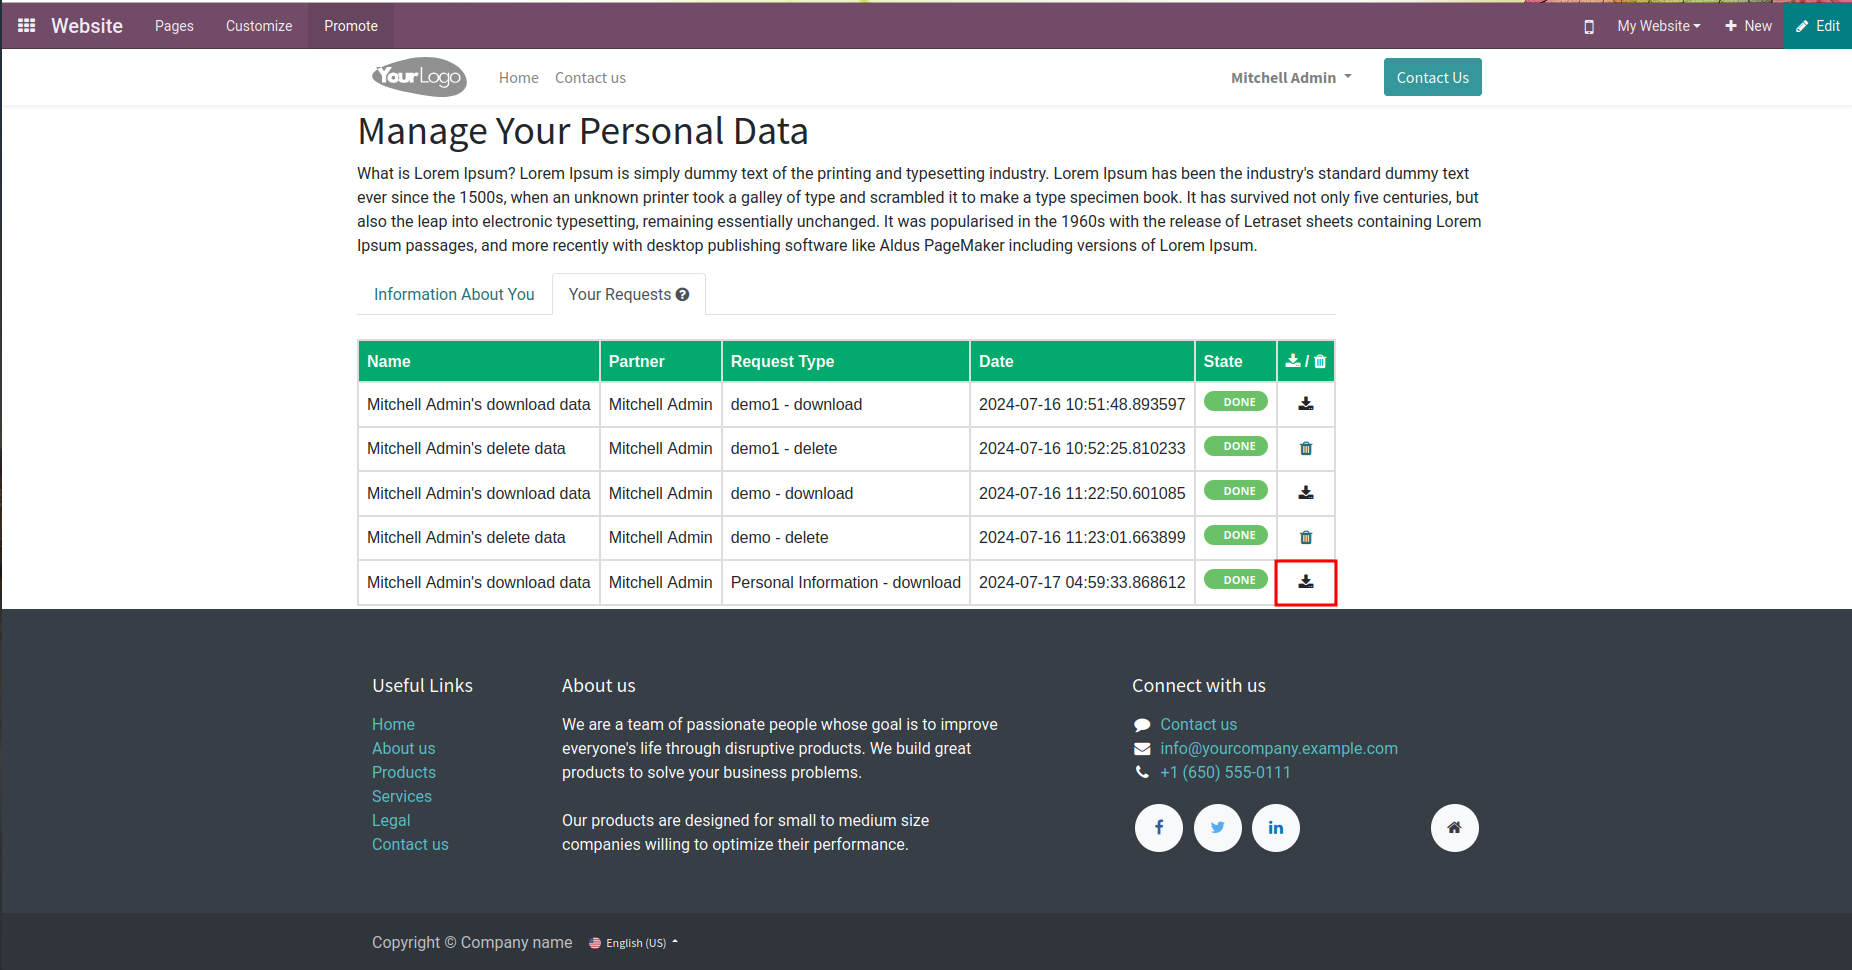 Website Pages Customize Promote My Website + New Edit
YourLogo Home Contact us Mitchell Admin Contact Us
Manage Your Personal Data
What is Lorem Ipsum? Lorem Ipsum is simply dummy text of the printing and typesetting industry. Lorem Ipsum has been the industry's standard dummy text
ever since the 1500s, when an unknown printer took a galley of type and scrambled it to make a type specimen book. It has survived not only five centuries, but
also the leap into electronic typesetting, remaining essentially unchanged. It was popularised in the 1960s with the release of Letraset sheets containing Lorem
Ipsum passages, and more recently with desktop publishing software like Aldus PageMaker including versions of Lorem Ipsum.
Information About You Your Requests ?
Name Partner Request Type Date State /
Mitchell Admin's download data Mitchell Admin demo1 - download 2024-07-16 10:51:48.893597 DONE
Mitchell Admin's delete data Mitchell Admin demo1 - delete 2024-07-16 10:52:25.810233 DONE
Mitchell Admin's download data Mitchell Admin demo - download 2024-07-16 11:22:50.601085 DONE
Mitchell Admin's delete data Mitchell Admin demo - delete 2024-07-16 11:23:01.663899 DONE
Mitchell Admin's download data Mitchell Admin Personal Information - download 2024-07-17 04:59:33.868612 DONE
Useful Links
Home
About us
Products
Services
Legal
Contact us
About us
We are a team of passionate people whose goal is to improve
everyone's life through disruptive products. We build great
products to solve your business problems.
Our products are designed for small to medium size
companies willing to optimize their performance.
Connect with us
Contact us
info@yourcompany.example.com
+1 (650) 555-0111
Copyright © Company name English (US)